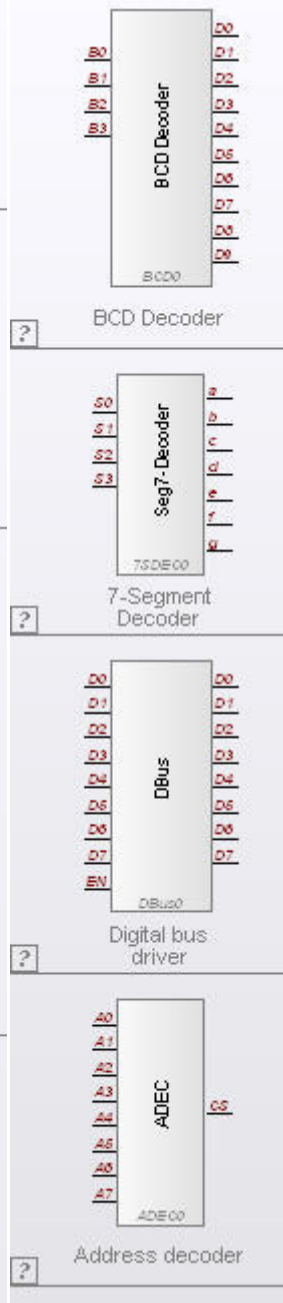 D0
B0 D1
B1 D2
B2 D3
B3 D4
BCD Decoder
D5
D6
D7
D8
D9
BCD0
BCD Decoder
?
a
S0 b
S1 c
S2 d
S3 e
Seg7-Decoder
f
g
7SDEC0
7-Segment
Decoder
?
D0 D0
D1 D1
D2 D2
D3 D3
D4 D4
DBus
D5 D5
D6 D6
D7 D7
EN
DBus0
Digital bus
driver
?
A0
A1
A2
A3
A4 CS
ADEC
A5
A6
A7
ADEC0
Address decoder
?